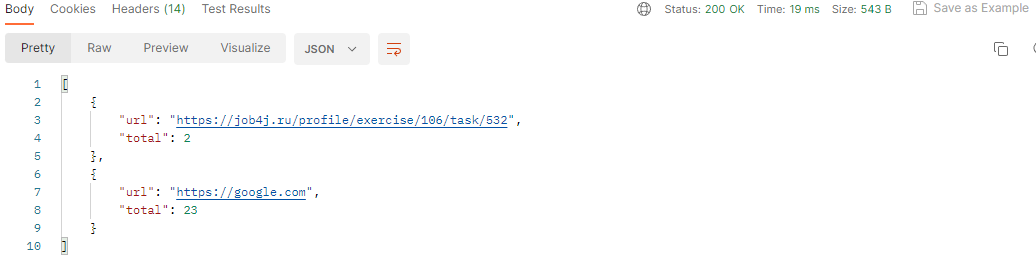 Body Cookies Headers (14) Test Results Status: 200 OK Time: 19 ms Size: 543 B Save as Example
Pretty Raw Preview Visualize JSON
1 [
2 {
3 "url": "https://job4j.ru/profile/exercise/106/task/532",
4 "total": 2
5 },
6 {
7 "url": "https://google.com",
8 "total": 23
9 }
10 ]